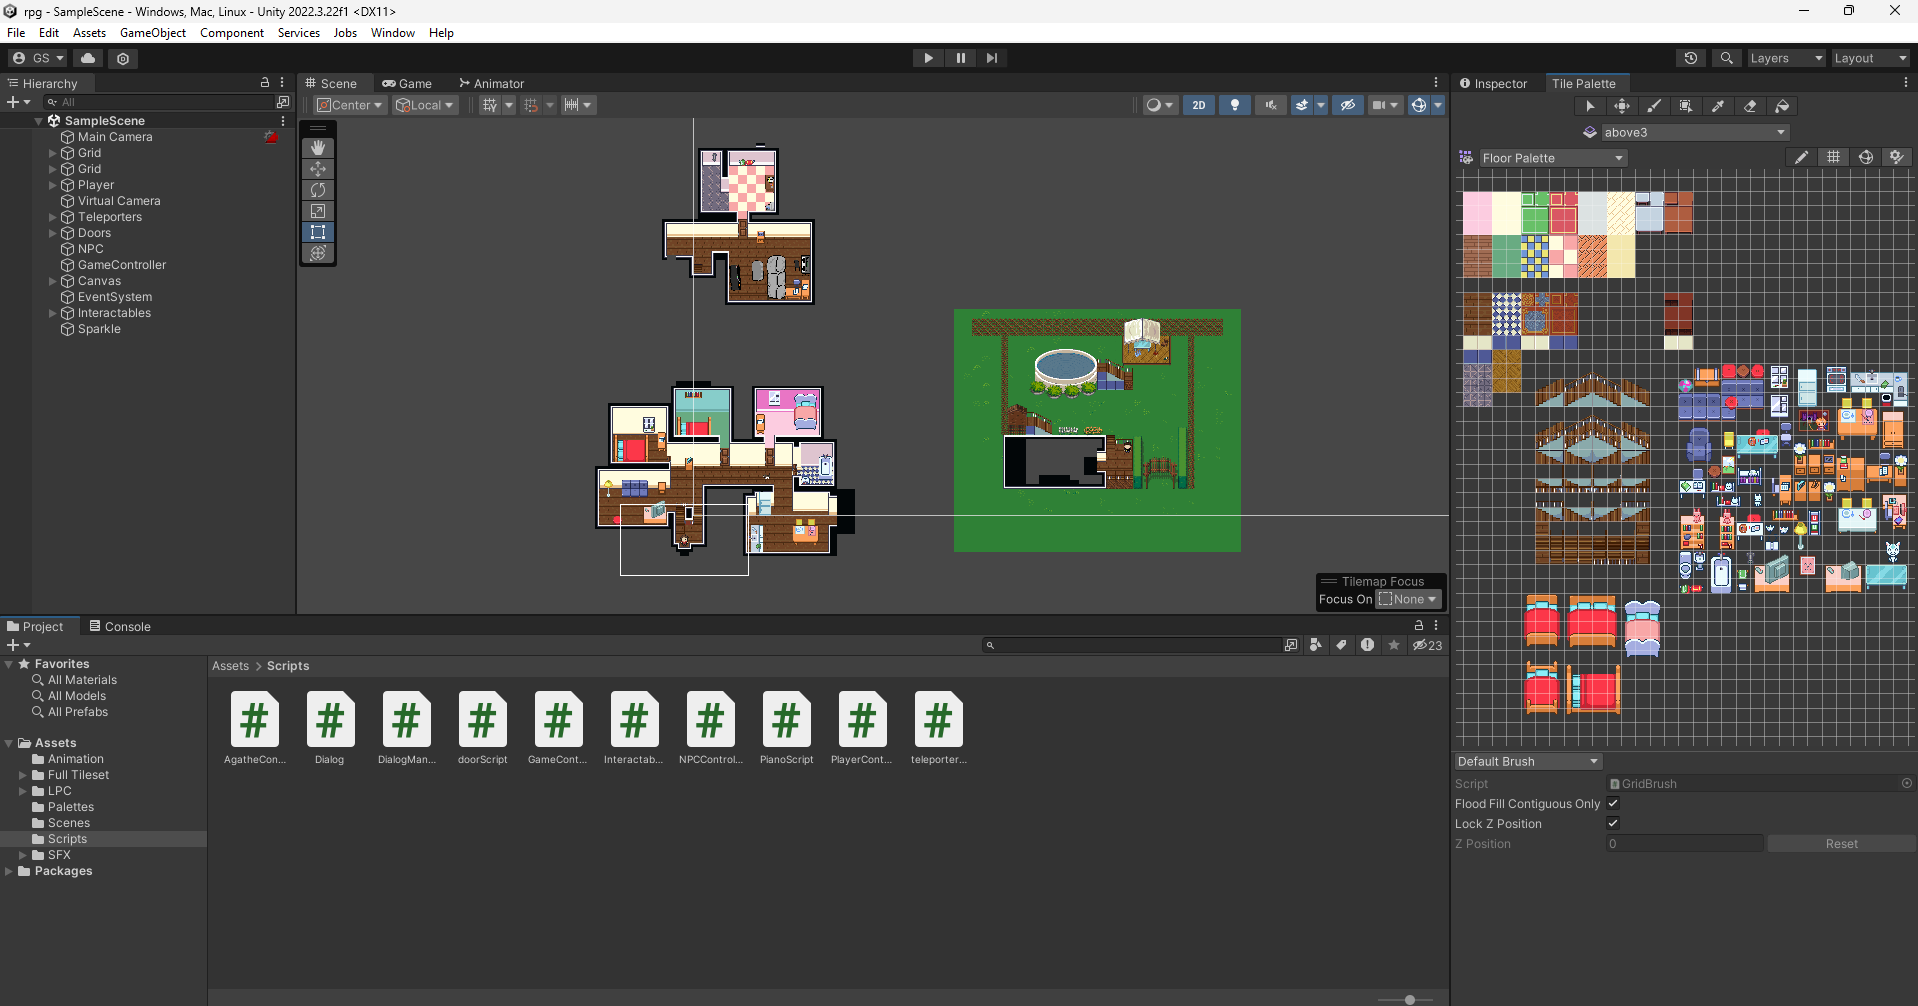 rpg - SampleScene - Windows, Mac, Linux - Unity 2022.3.22f1 <DX11>
File Edit Assets GameObject Component Services Jobs Window Help
GS Layers Layout
Hierarchy
All
SampleScene
Main Camera
Grid
Grid
Player
Virtual Camera
Teleporters
Doors
NPC
GameController
Canvas
EventSystem
Interactables
Sparkle
Scene Game Animator
Center Local 2D
Tilemap Focus
Focus On None
Inspector Tile Palette
above3
Floor Palette
Default Brush
Script GridBrush
Flood Fill Contiguous Only
Lock Z Position
Z Position 0 Reset
Project Console
23
Favorites
All Materials
All Models
All Prefabs
Assets
Animation
Full Tileset
LPC
Palettes
Scenes
Scripts
SFX
Packages
Assets > Scripts
AgatheCon... Dialog DialogMan... doorScript GameCont... Interactab... NPCControl... PianoScript PlayerCont... teleporter...